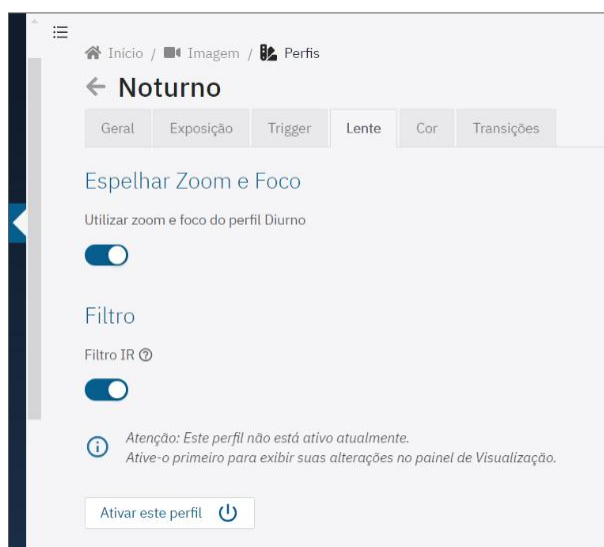 Início / Imagem / Perfis
Noturno
Geral Exposição Trigger Lente Cor Transições
Espelhar Zoom e Foco
Utilizar zoom e foco do perfil Diurno
Filtro
Filtro IR
Atenção: Este perfil não está ativo atualmente.
Ative-o primeiro para exibir suas alterações no painel de Visualização.
Ativar este perfil